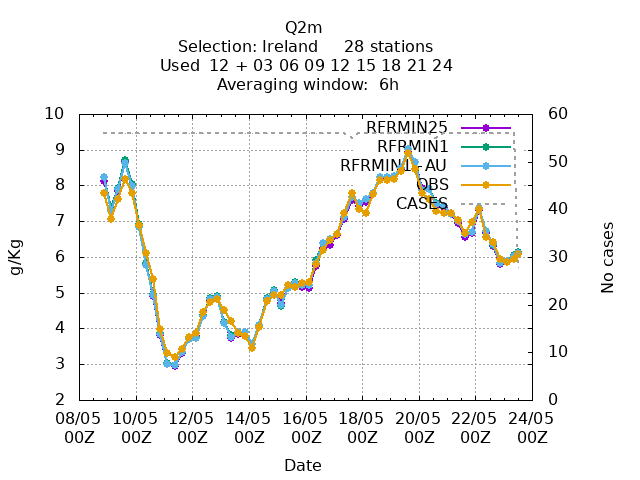 Q2m
Selection: Ireland 28 stations
Used 12 + 03 06 09 12 15 18 21 24
Averaging window: 6h
10 60
9 50
8 40
7
6 30
5 20
4
3 10
2 0
RFRMIN25
RFRMIN1
RFRMIN1-AU
OBS
CASES
g/Kg
No cases
08/05 10/05 12/05 14/05 16/05 18/05 20/05 22/05 24/05
00Z 00Z 00Z 00Z 00Z 00Z 00Z 00Z 00Z
Date